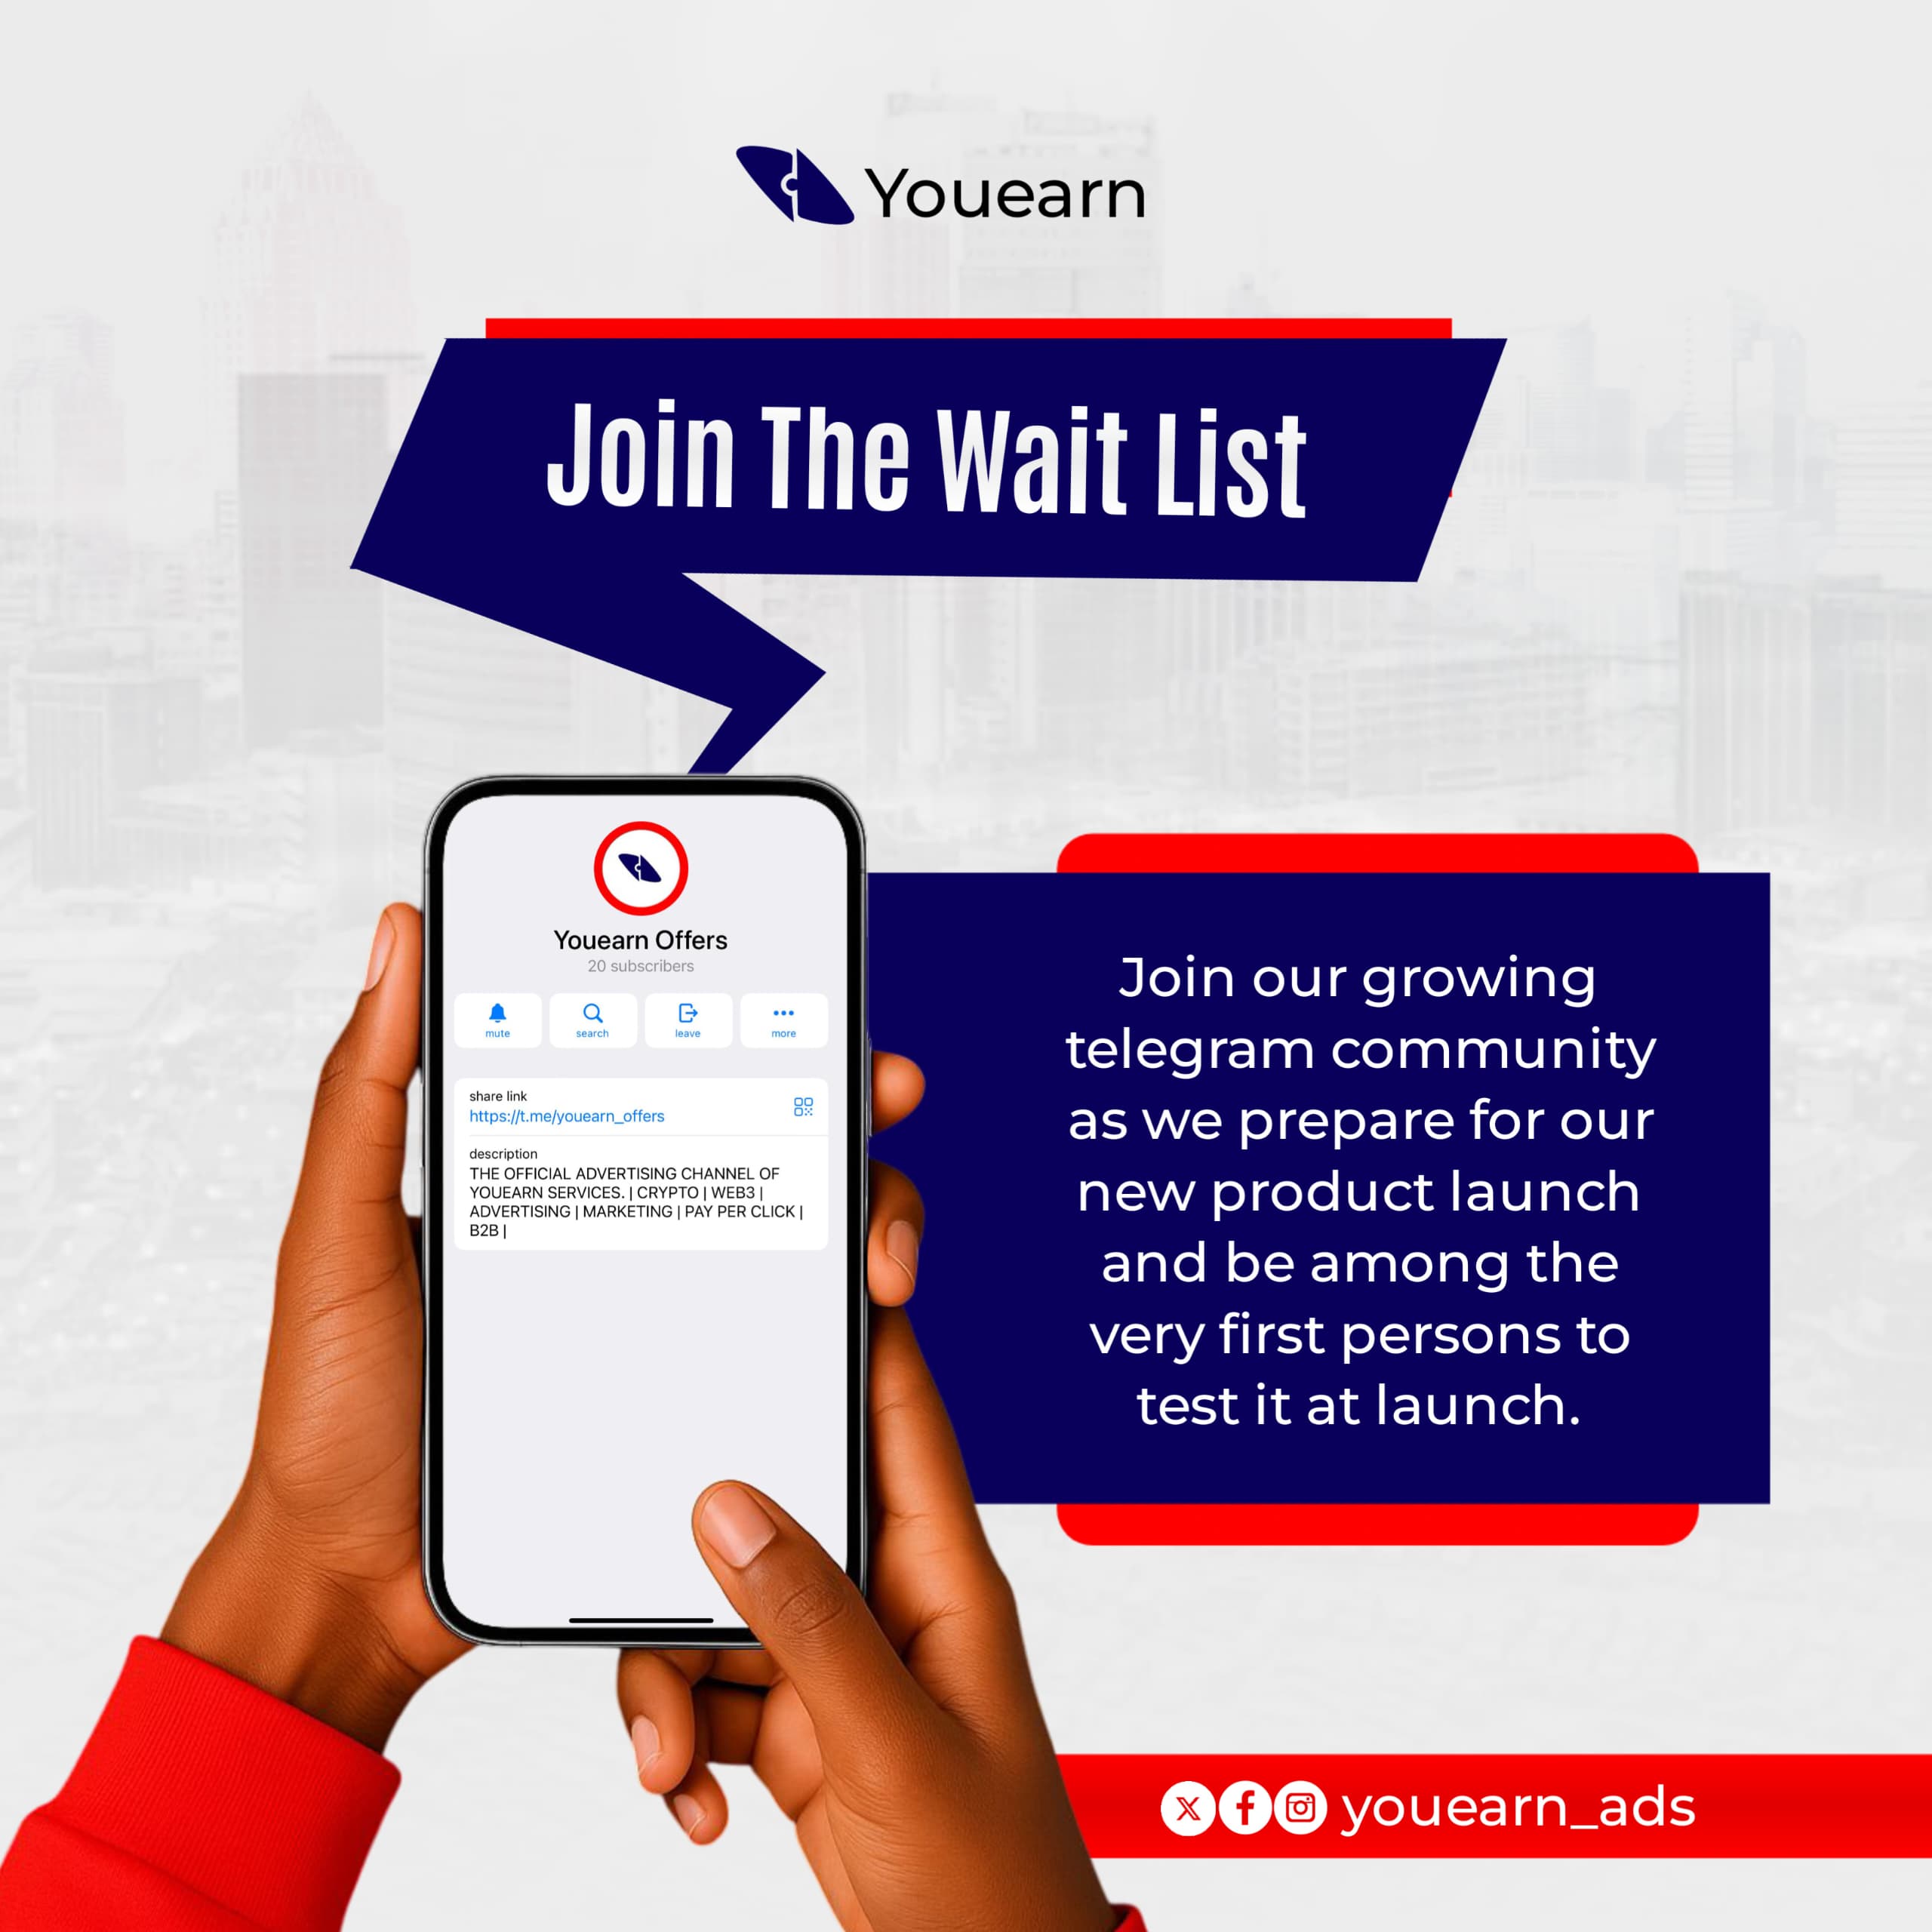 Youearn
Join The Wait List
Youearn Offers
20 subscribers
mute search leave more
share link
https://t.me/youearn_offers
description
THE OFFICIAL ADVERTISING CHANNEL OF
YOUEARN SERVICES. | CRYPTO | WEB3 |
ADVERTISING | MARKETING | PAY PER CLICK |
B2B |
Join our growing
telegram community
as we prepare for our
new product launch
and be among the
very first persons to
test it at launch.
youearn_ads